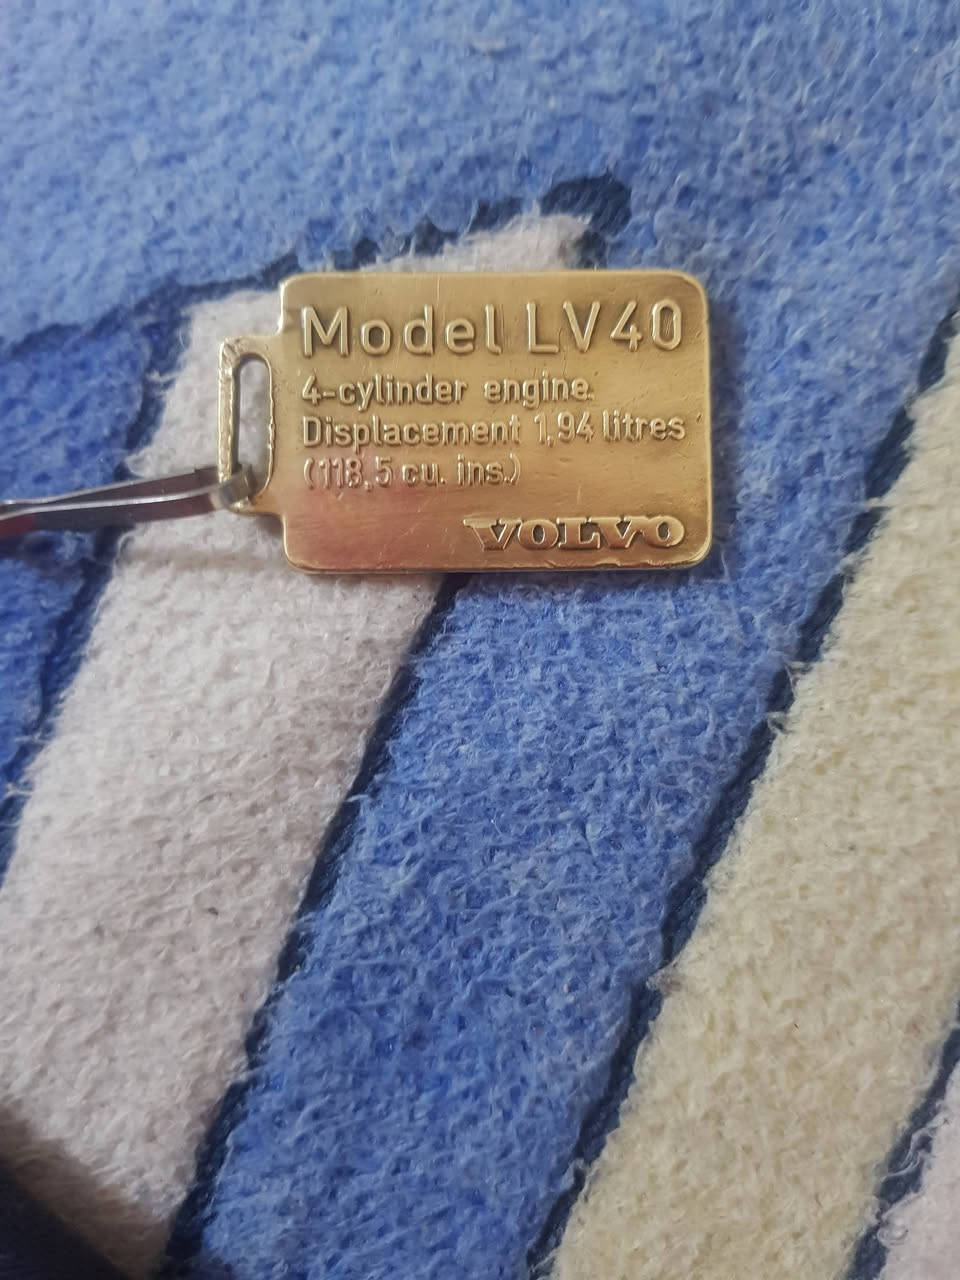 Model LV40
4-cylinder engine.
Displacement 1,94 litres
(118,5 cu. ins.)
VOLVO